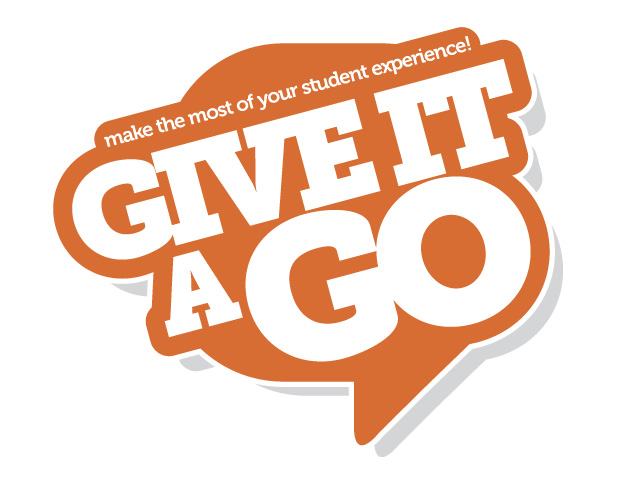 make the most of your student experience!
GIVE IT
A GO